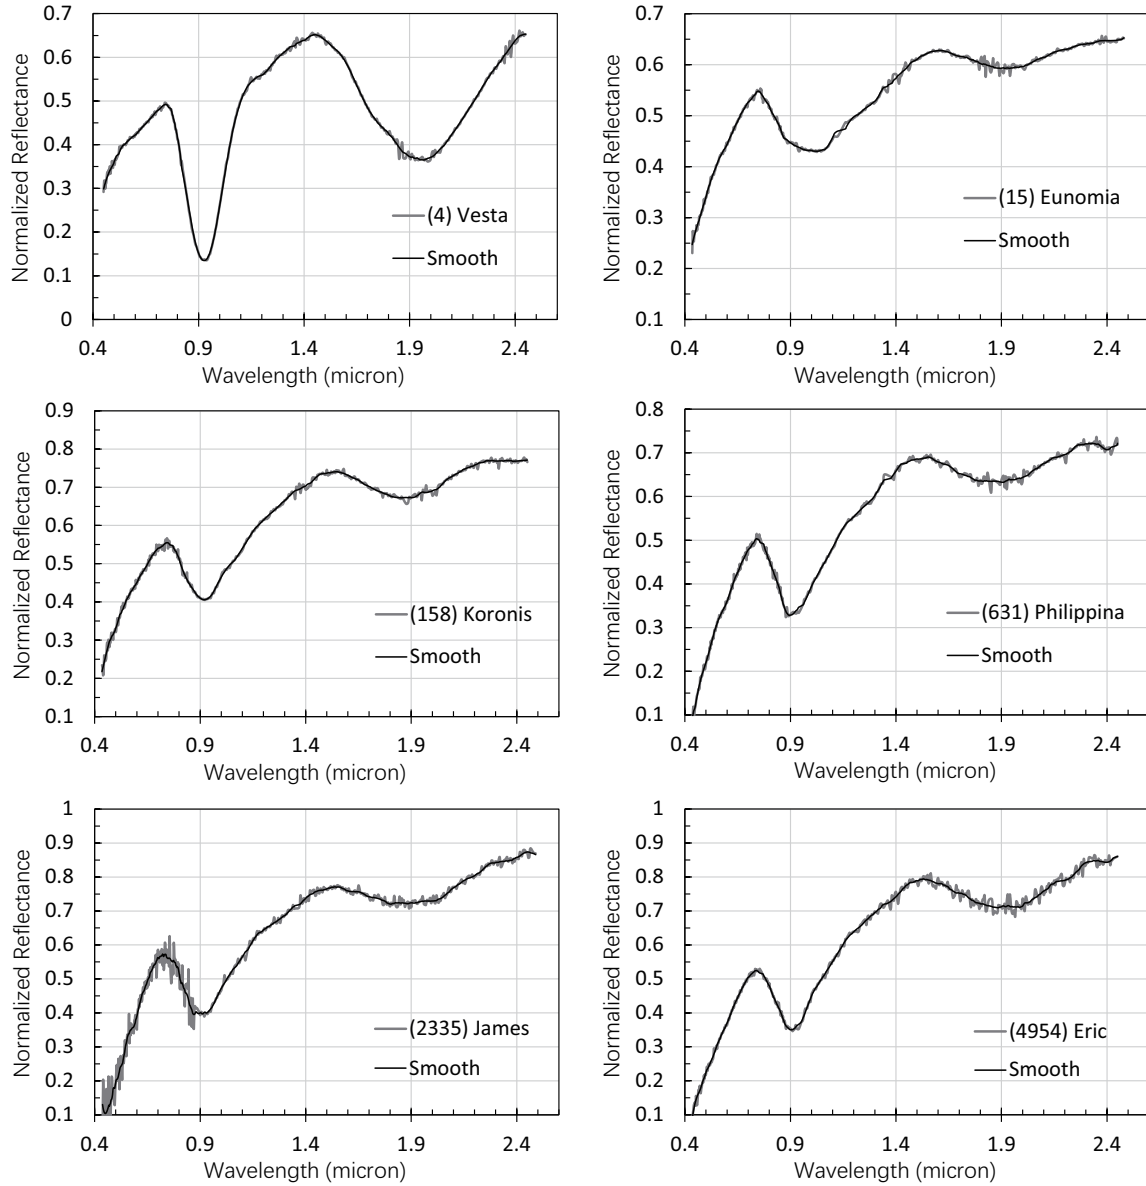 0.7
0.6
0.5
0.4
0.3
0.2
0.1
0
Normalized Reflectance
(4) Vesta
Smooth
0.4 0.9 1.4 1.9 2.4
Wavelength (micron)
0.7
0.6
0.5
0.4
0.3
0.2
0.1
Normalized Reflectance
(15) Eunomia
Smooth
0.4 0.9 1.4 1.9 2.4
Wavelength (micron)
0.9
0.8
0.7
0.6
0.5
0.4
0.3
0.2
0.1
Normalized Reflectance
(158) Koronis
Smooth
0.4 0.9 1.4 1.9 2.4
Wavelength (micron)
0.8
0.7
0.6
0.5
0.4
0.3
0.2
0.1
Normalized Reflectance
(631) Philippina
Smooth
0.4 0.9 1.4 1.9 2.4
Wavelength (micron)
1
0.9
0.8
0.7
0.6
0.5
0.4
0.3
0.2
0.1
Normalized Reflectance
(2335) James
Smooth
0.4 0.9 1.4 1.9 2.4
Wavelength (micron)
1
0.9
0.8
0.7
0.6
0.5
0.4
0.3
0.2
0.1
Normalized Reflectance
(4954) Eric
Smooth
0.4 0.9 1.4 1.9 2.4
Wavelength (micron)